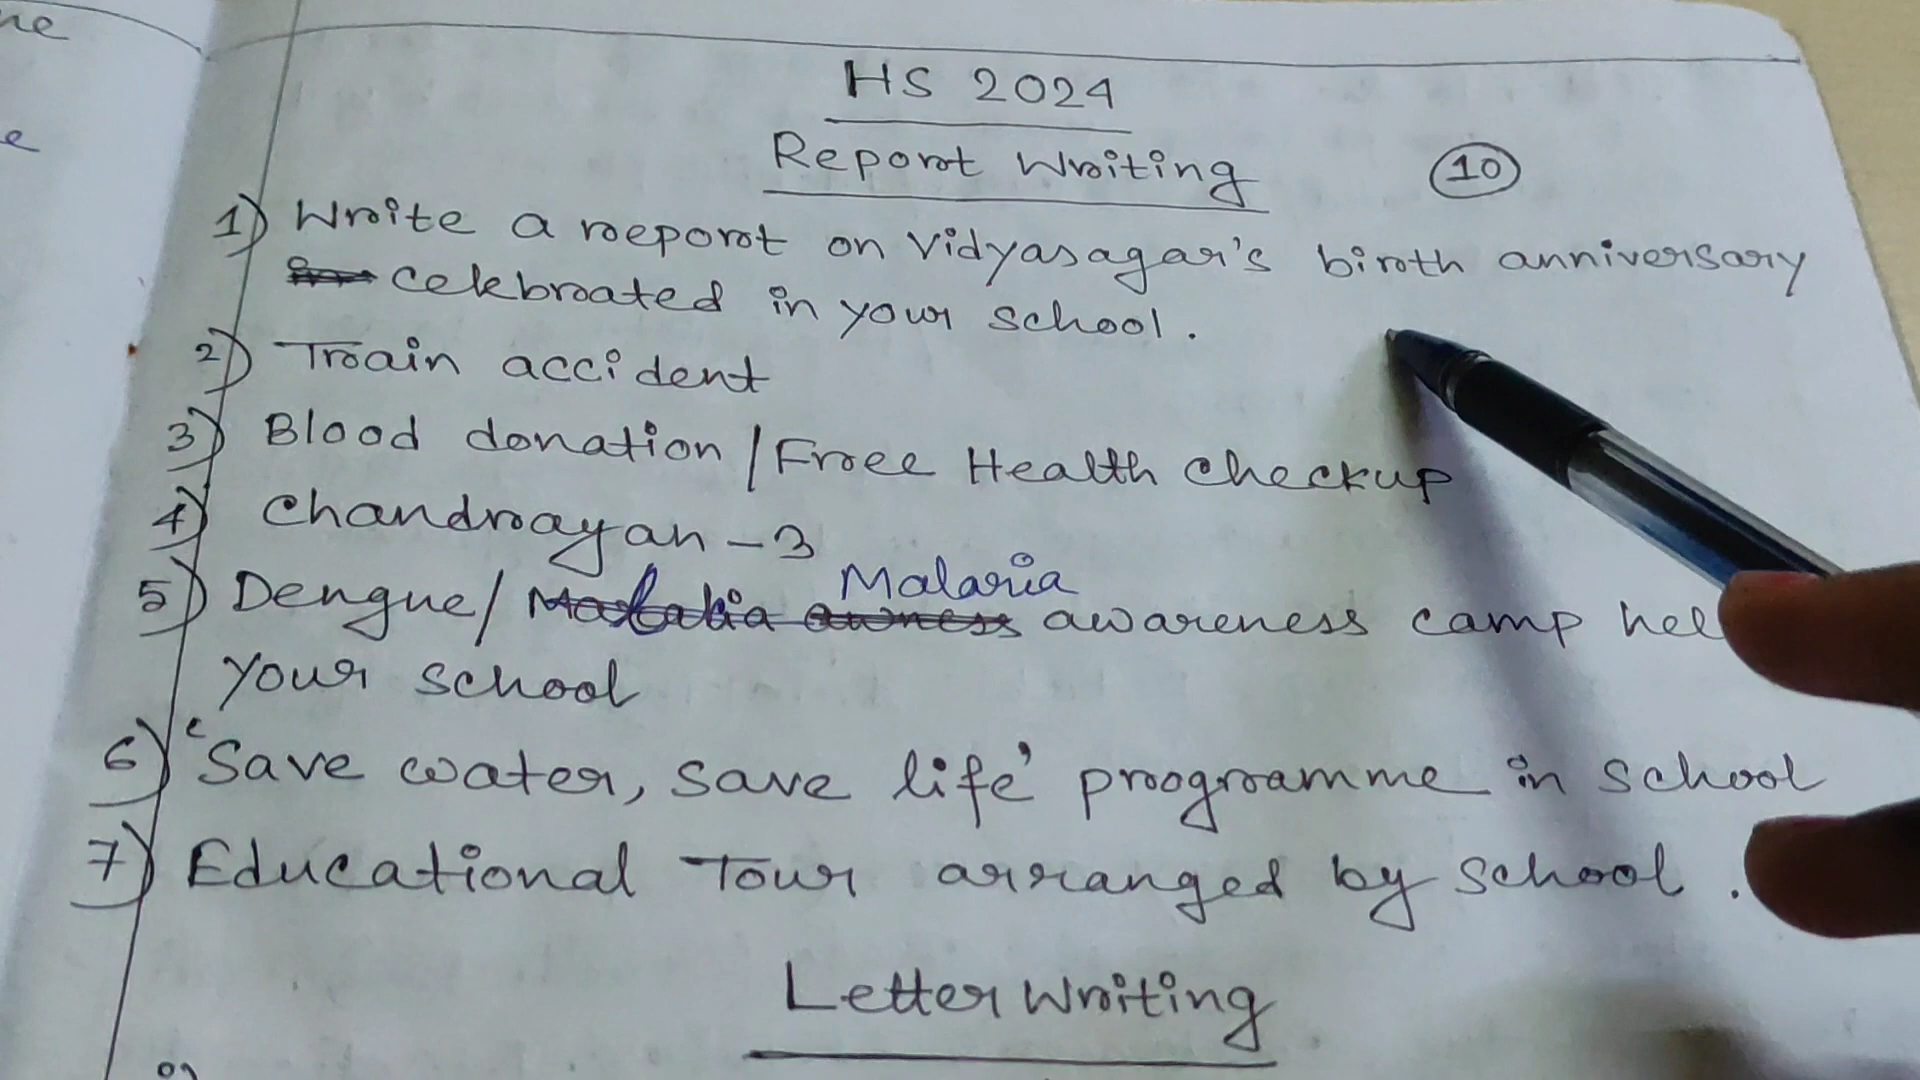 ne
e
HS 2024
Report Writing
10
1) Write a report on Vidyasagar's birth anniversary
celebrated in your school.
2) Train accident
3) Blood donation / Free Health checkup
4) Chandrayan-3
5) Dengue / Malaria awareness camp
your school
6) 'Save water, save life' programme in school
7) Educational Tour arranged by school.
Letter Writing